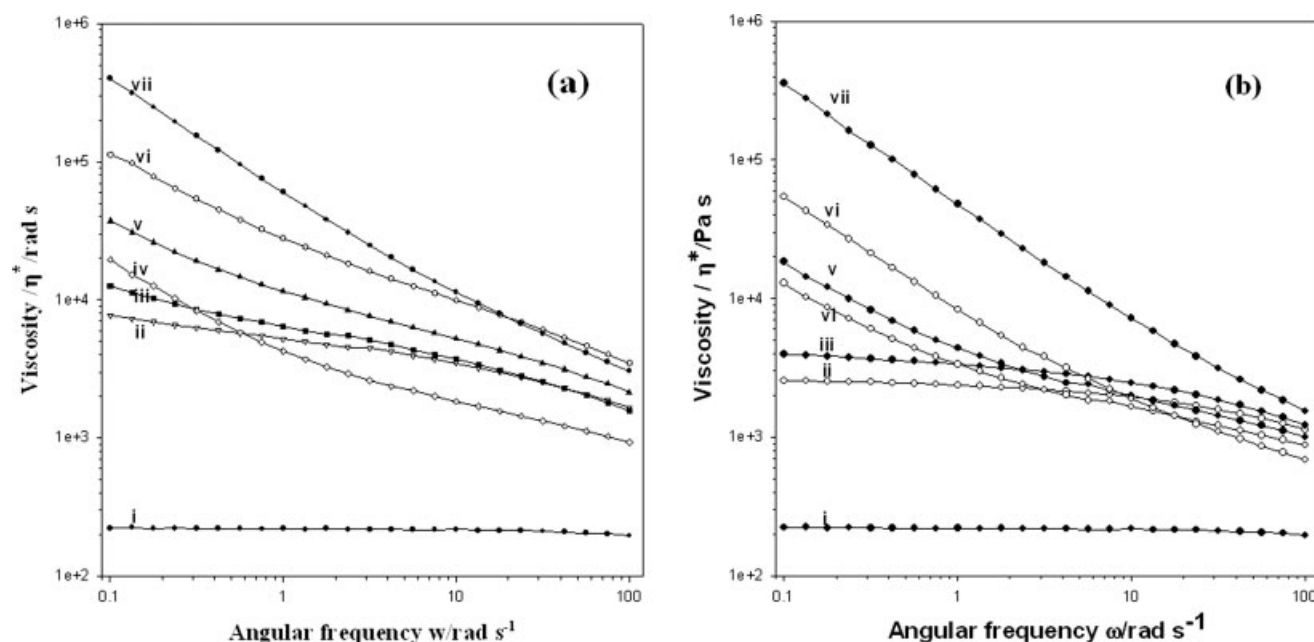 1e+6
1e+5
1e+4
1e+3
1e+2
Viscosity /η*/rad s
(a)
vii
vi
v
iv
iii
ii
i
0.1 1 10 100
Angular frequency w/rad s-1
1e+6
1e+5
1e+4
1e+3
1e+2
Viscosity / η*/Pa s
(b)
vii
vi
v
vi
iii
ii
i
0.1 1 10 100
Angular frequency ω/rad s-1